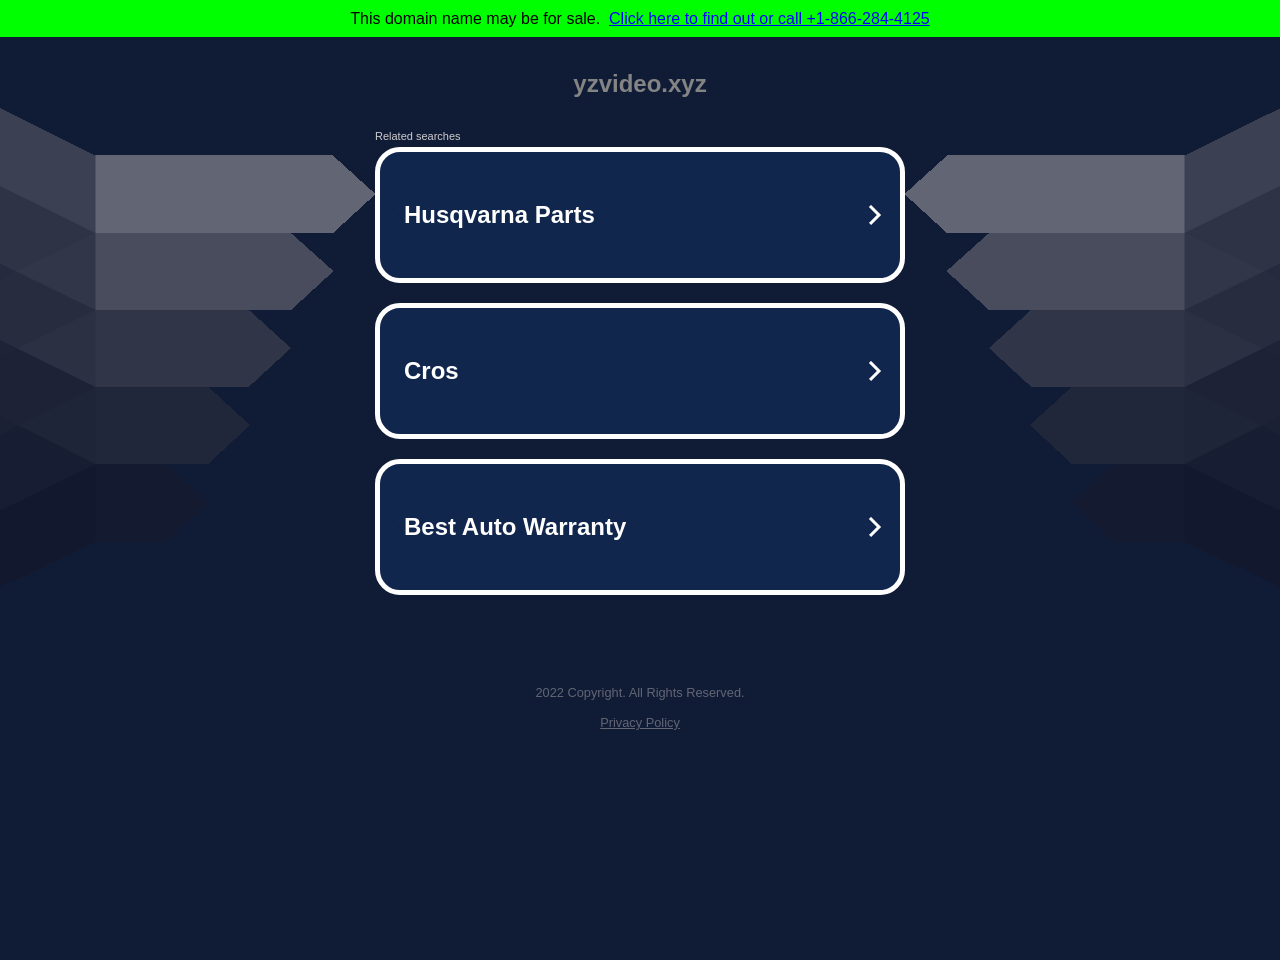 This domain name may be for sale. Click here to find out or call +1-866-284-4125
yzvideo.xyz
Related searches
Husqvarna Parts
Cros
Best Auto Warranty
2022 Copyright. All Rights Reserved.
Privacy Policy